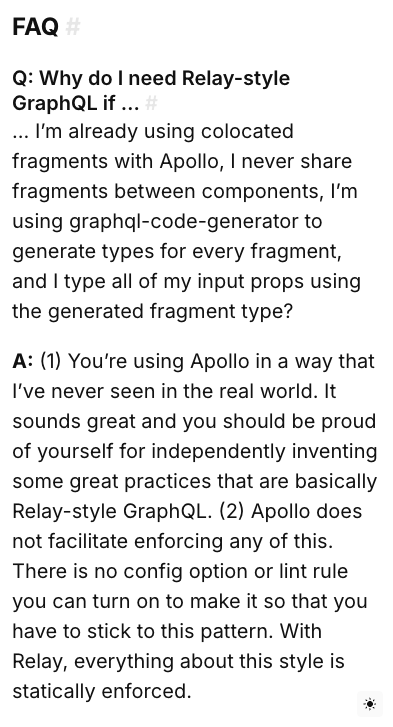 FAQ #
Q: Why do I need Relay-style
GraphQL if ... #
... I’m already using colocated
fragments with Apollo, I never share
fragments between components, I’m
using graphql-code-generator to
generate types for every fragment,
and I type all of my input props using
the generated fragment type?
A: (1) You’re using Apollo in a way that
I’ve never seen in the real world. It
sounds great and you should be proud
of yourself for independently inventing
some great practices that are basically
Relay-style GraphQL. (2) Apollo does
not facilitate enforcing any of this.
There is no config option or lint rule
you can turn on to make it so that you
have to stick to this pattern. With
Relay, everything about this style is
statically enforced.